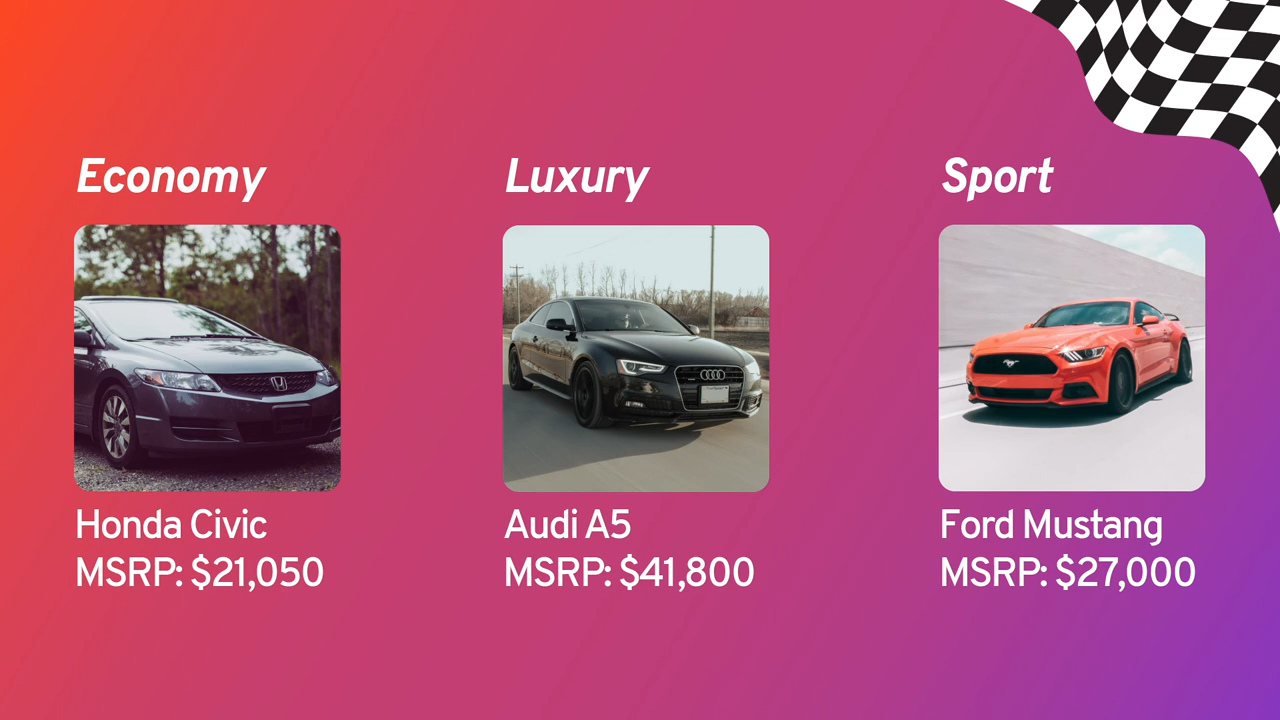 Economy
Honda Civic
MSRP: $21,050
Luxury
Audi A5
MSRP: $41,800
Sport
Ford Mustang
MSRP: $27,000